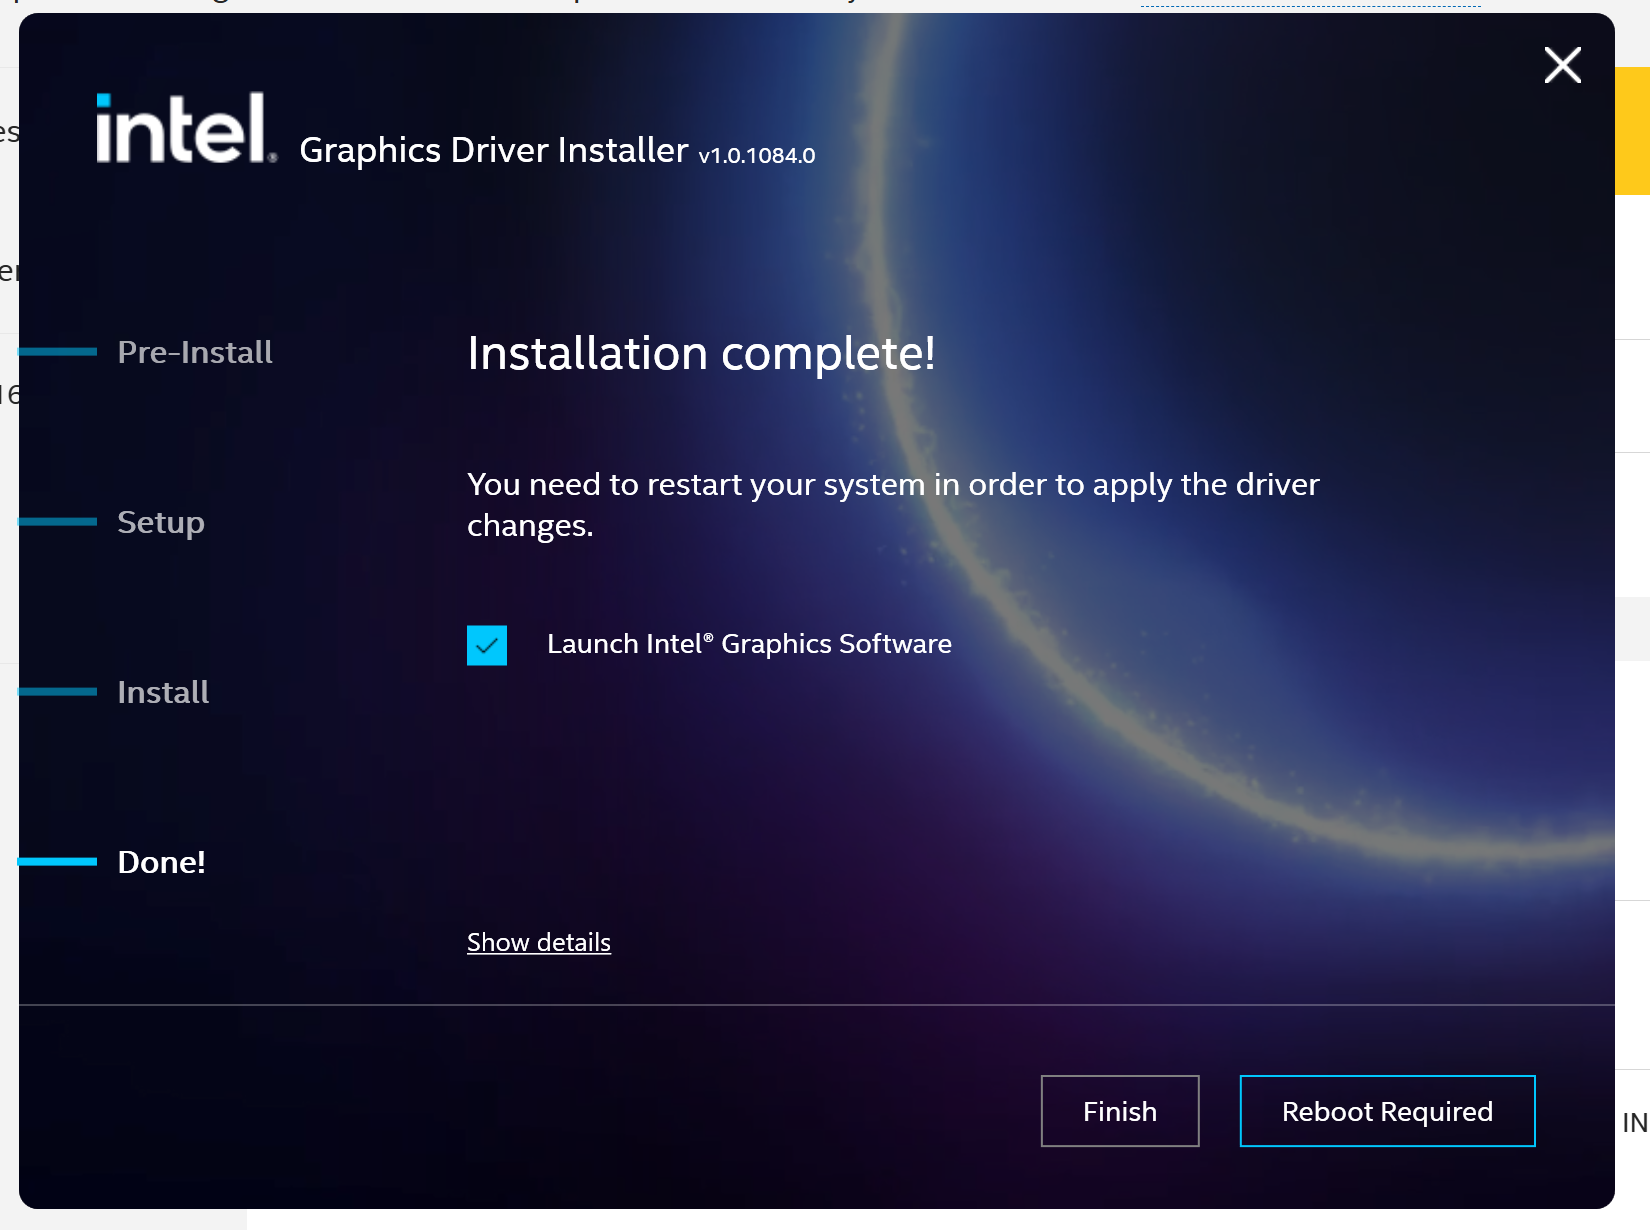 intel®
Graphics Driver Installer v1.0.1084.0
Pre-Install
Installation complete!
You need to restart your system in order to apply the driver
changes.
Setup
Launch Intel® Graphics Software
Install
Done!
Show details
Finish
Reboot Required
IN